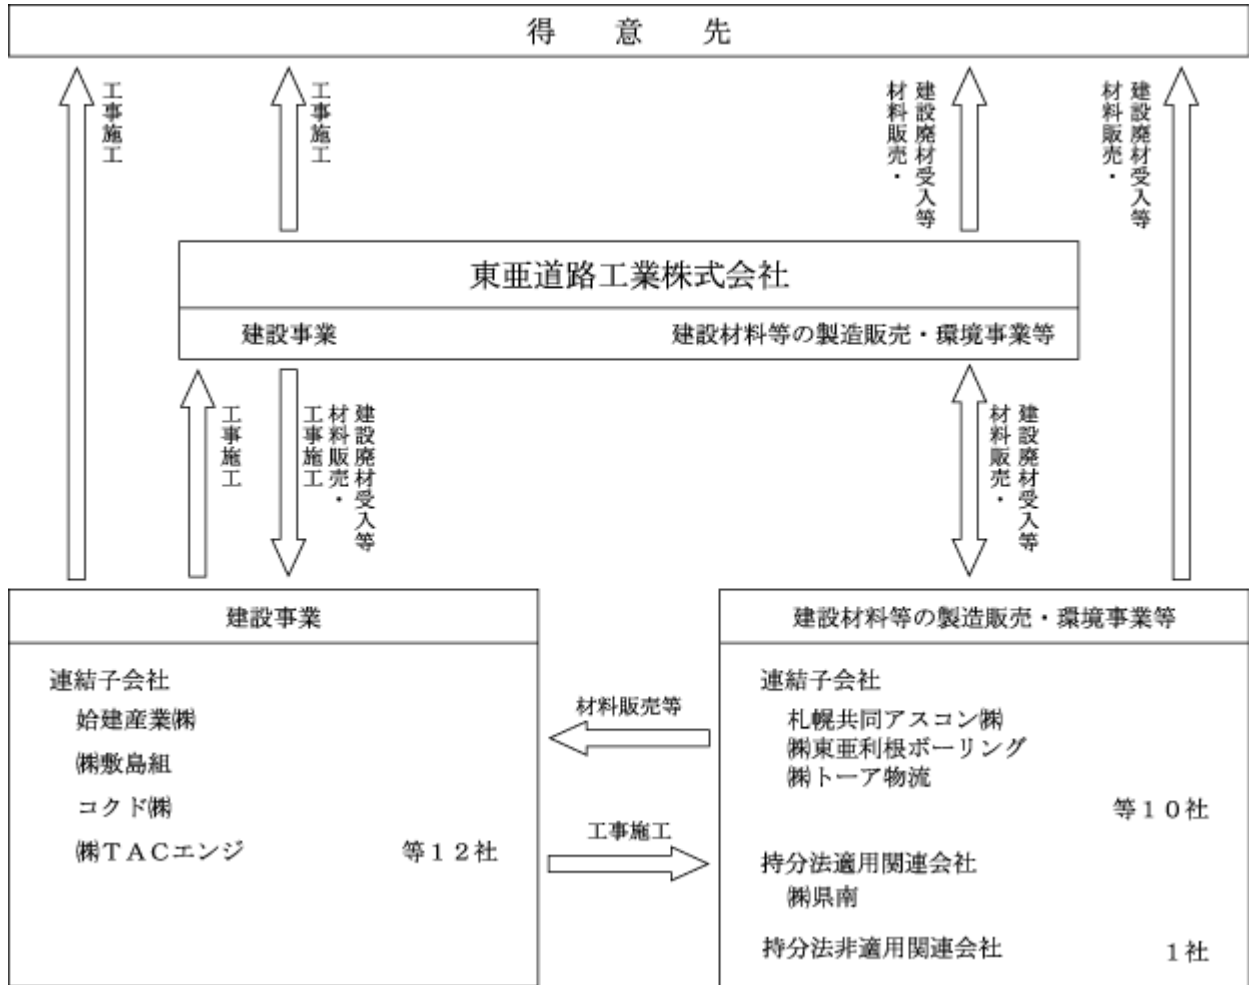 得意先
工事施工
工事施工
材料販売・
建設廃材受入等
材料販売・
建設廃材受入等
東亜道路工業株式会社
建設事業
建設材料等の製造販売・環境事業等
工事施工
工事施工
材料販売・
建設廃材受入等
材料販売・
建設廃材受入等
建設事業
連結子会社
姶建産業㈱
㈱敷島組
コクド㈱
㈱ＴＡＣエンジ 等１２社
材料販売等
工事施工
建設材料等の製造販売・環境事業等
連結子会社
札幌共同アスコン㈱
㈱東亜利根ボーリング
㈱トーア物流
等１０社
持分法適用関連会社
㈱県南
持分法非適用関連会社 １社